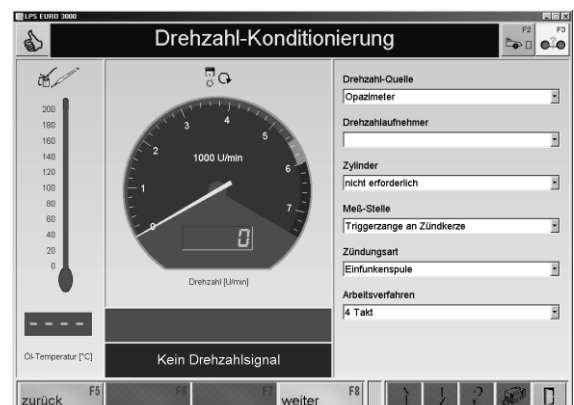 LPS EURO 3000
Drehzahl-Konditionierung
F2
F3
200
180
160
140
120
100
80
60
40
20
0
- - - -
Öl-Temperatur [°C]
0
1
2
3
4
5
6
7
1000 U/min
0
Drehzahl [U/min]
Kein Drehzahlsignal
Drehzahl-Quelle
Opazimeter
Drehzahlaufnehmer
Zylinder
nicht erforderlich
Meß-Stelle
Triggerzange an Zündkerze
Zündungsart
Einfunkenspule
Arbeitsverfahren
4 Takt
zurück F5
F6
F7
weiter F8